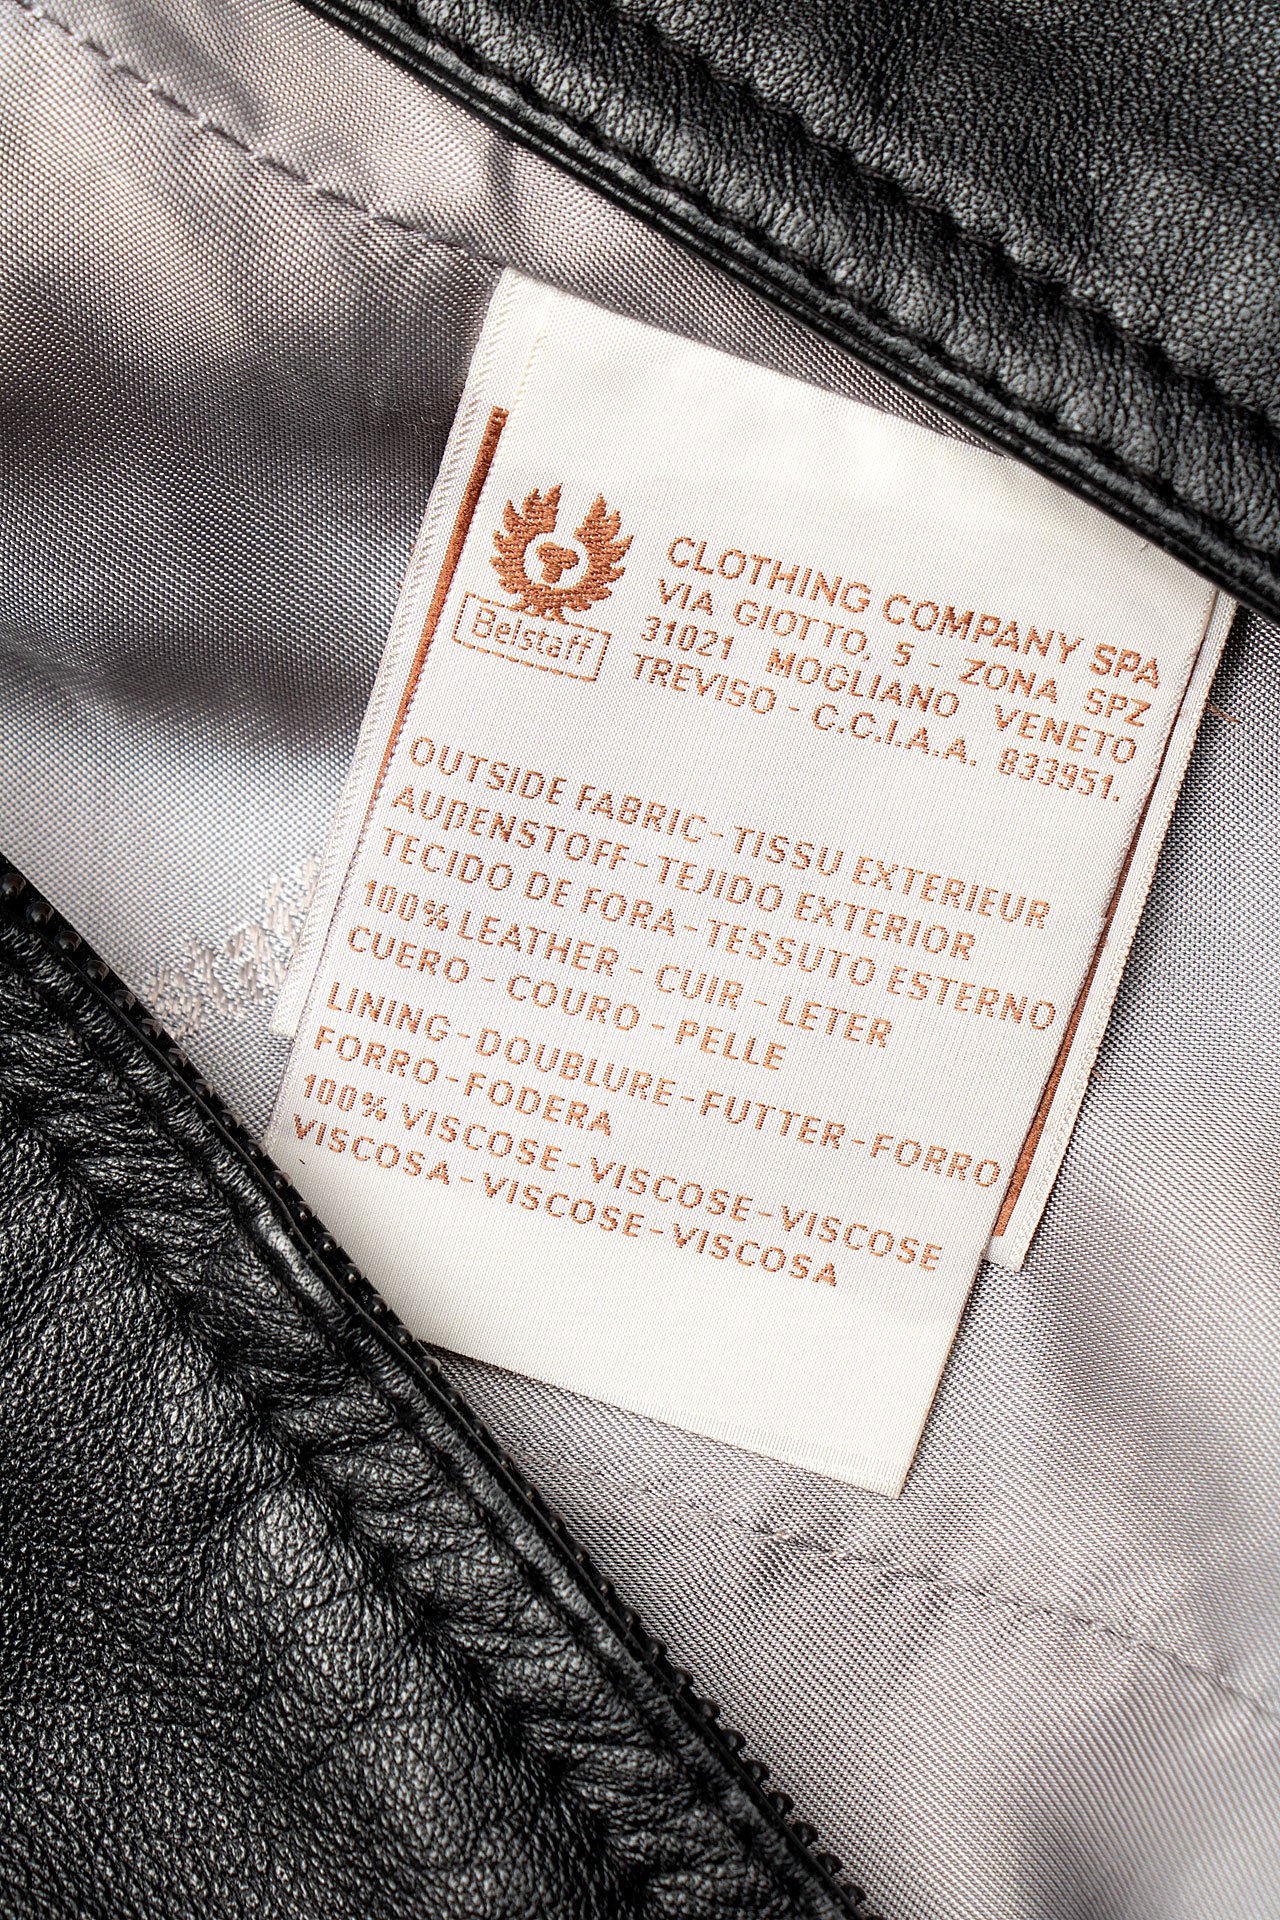 Belstaff
CLOTHING COMPANY SPA
VIA GIOTTO, 5 - ZONA SPZ
31021 MOGLIANO VENETO
TREVISO - C.C.I.A.A. 833951.
OUTSIDE FABRIC - TISSU EXTERIEUR
AUßENSTOFF - TEJIDO EXTERIOR
TECIDO DE FORA - TESSUTO ESTERNO
100% LEATHER - CUIR - LETER
CUERO - COURO - PELLE
LINING - DOUBLURE - FUTTER - FORRO
FORRO - FODERA
100% VISCOSE - VISCOSE - VISCOSE
VISCOSA - VISCOSE - VISCOSA